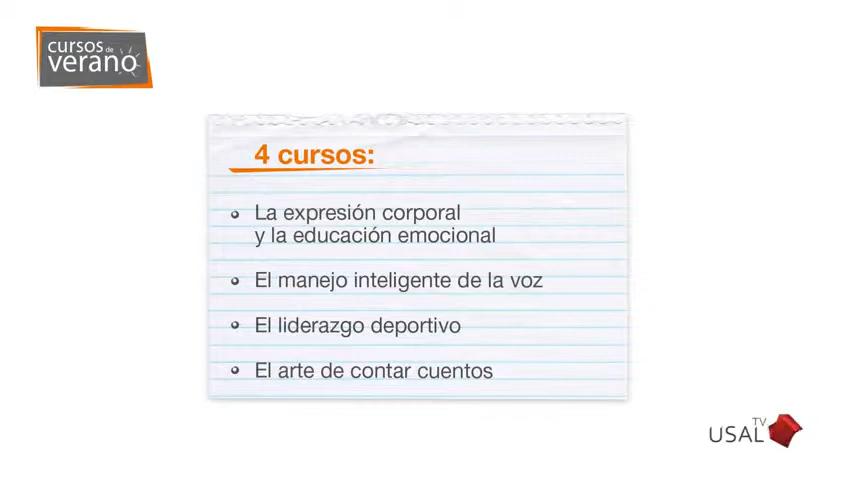 cursos de
verano
4 cursos:
La expresión corporal
y la educación emocional
El manejo inteligente de la voz
El liderazgo deportivo
El arte de contar cuentos
USAL TV